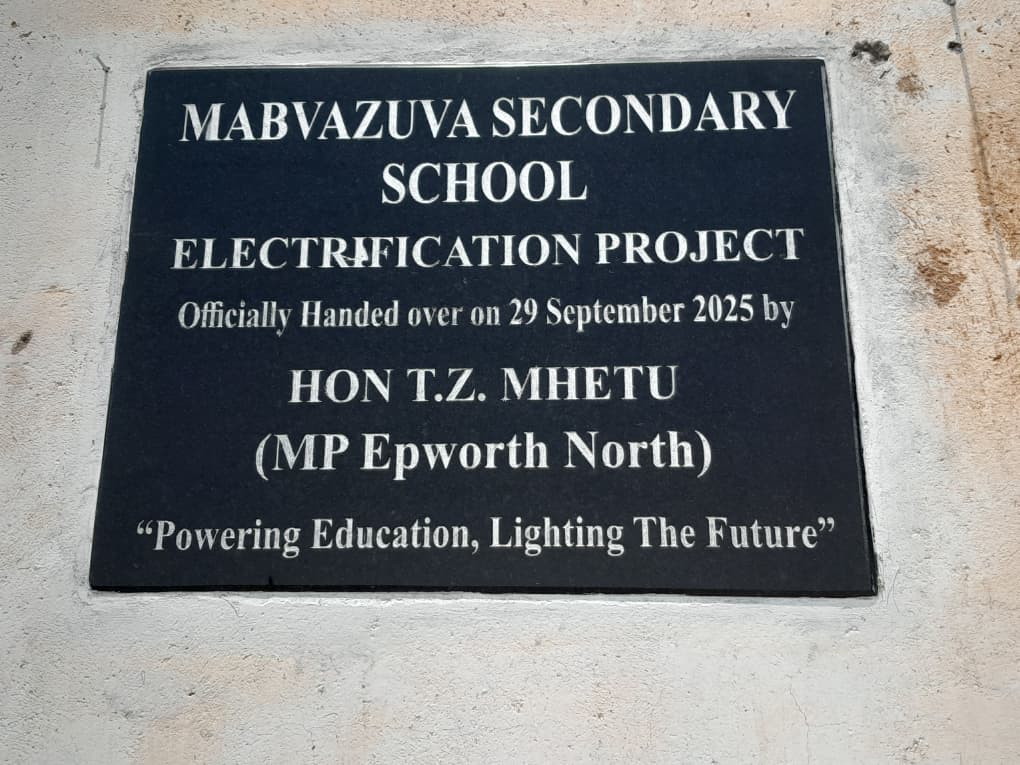 MABVAZUVA SECONDARY
SCHOOL
ELECTRIFICATION PROJECT
Officially Handed over on 29 September 2025 by
HON T.Z. MHETU
(MP Epworth North)
“Powering Education, Lighting The Future”